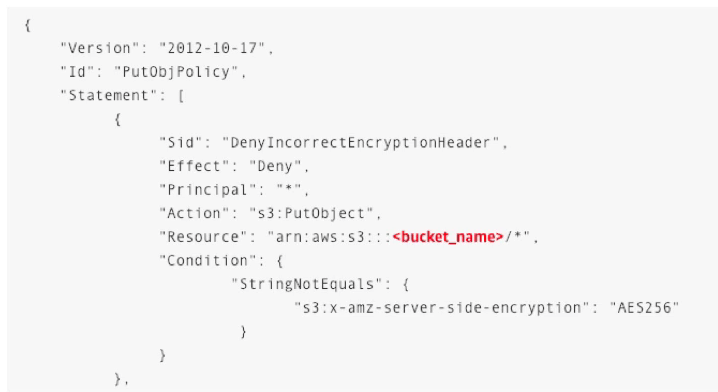 {
"Version": "2012-10-17",
"Id": "PutObjPolicy",
"Statement": [
{
"Sid": "DenyIncorrectEncryptionHeader",
"Effect": "Deny",
"Principal": "*",
"Action": "s3:PutObject",
"Resource": "arn:aws:s3:::<bucket_name>/*",
"Condition": {
"StringNotEquals": {
"s3:x-amz-server-side-encryption": "AES256"
}
}
},